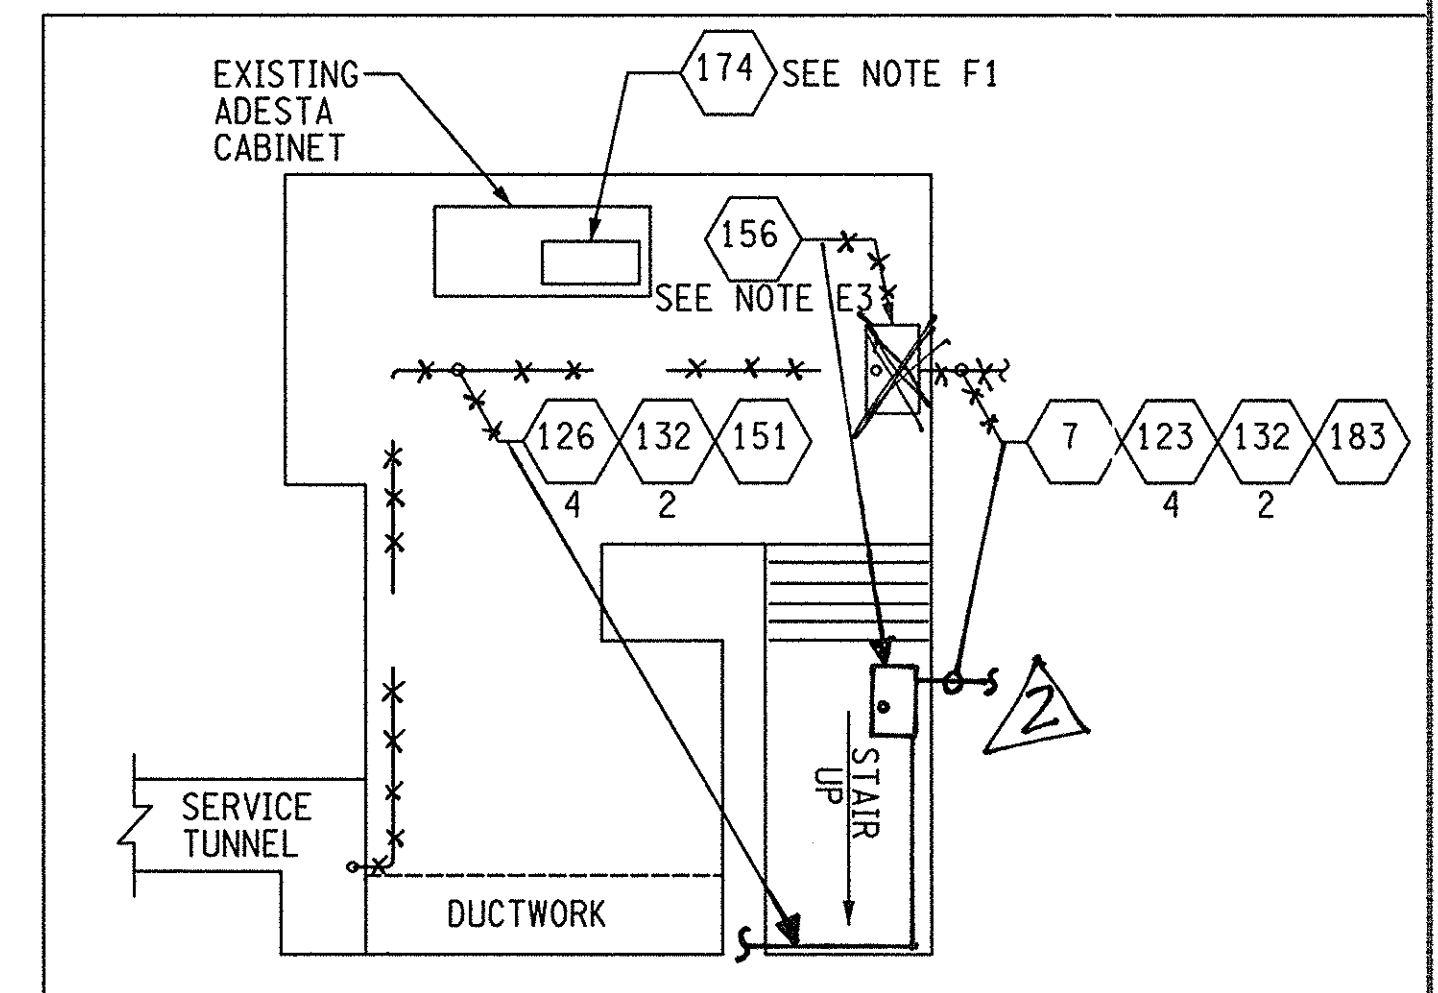 174 SEE NOTE F1
EXISTING
ADESTA
CABINET
156
SEE NOTE E3
126 132 151
4 2
7 123 132 183
4 2
2
STAIR
UP
SERVICE
TUNNEL
DUCTWORK